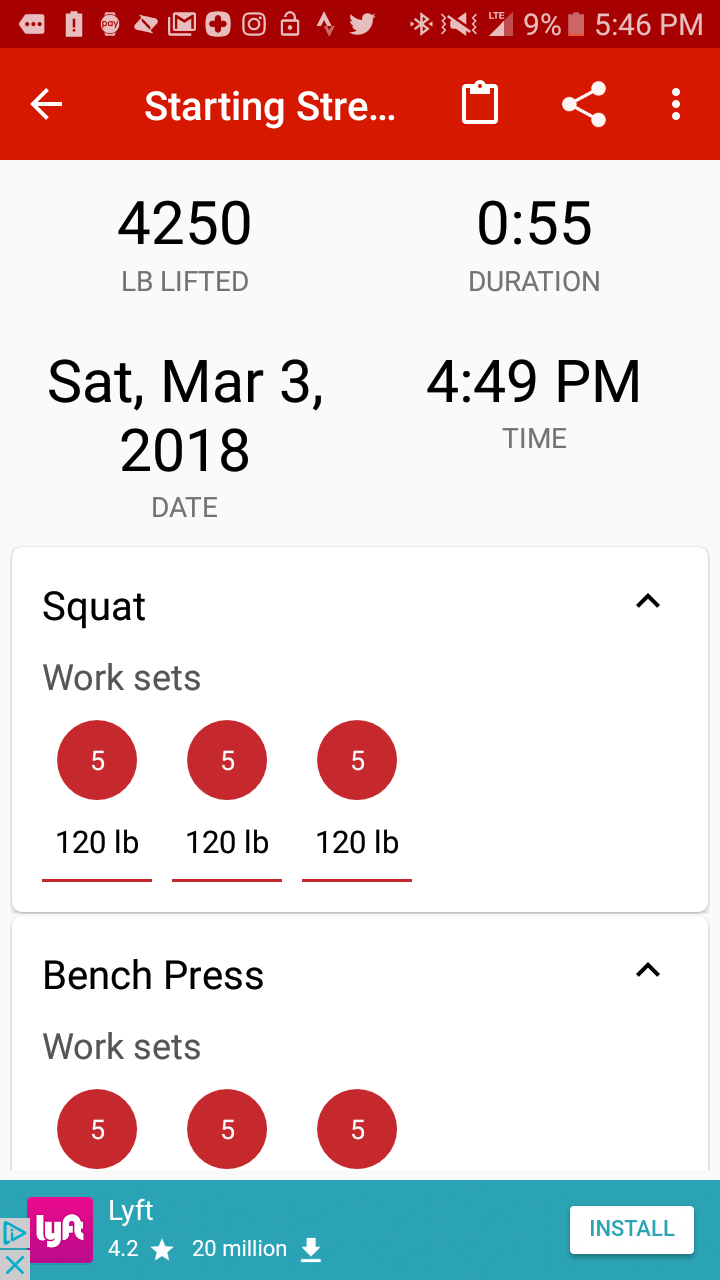 pay
LTE
9%
5:46 PM
Starting Stre...
4250
0:55
LB LIFTED
DURATION
Sat, Mar 3,
2018
4:49 PM
DATE
TIME
Squat
Work sets
5 5 5
120 lb 120 lb 120 lb
Bench Press
Work sets
5 5 5
lyft
Lyft
4.2 20 million
INSTALL